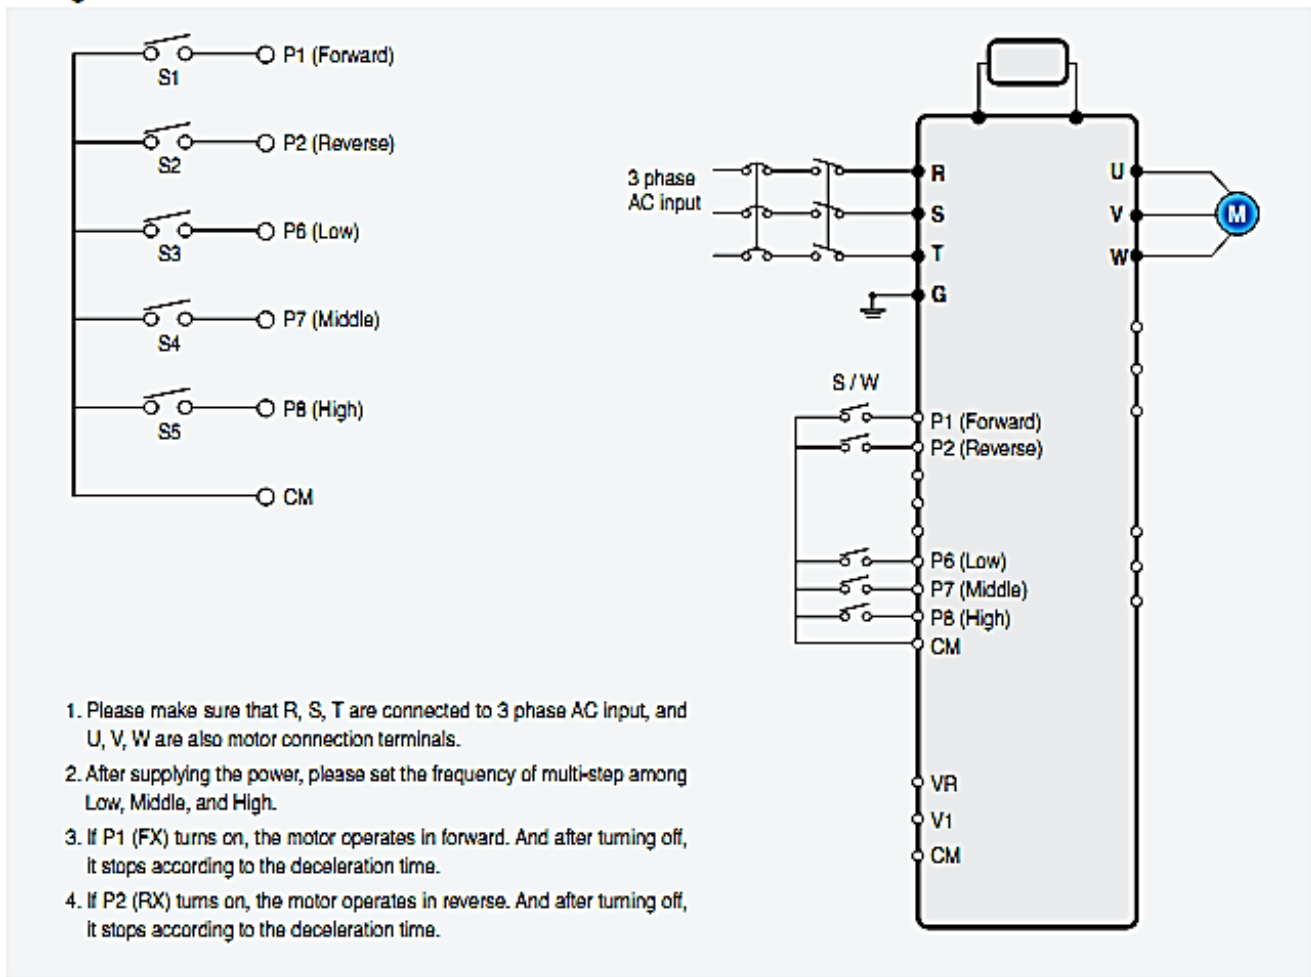 P1 (Forward)
S1
P2 (Reverse)
S2
P6 (Low)
S3
P7 (Middle)
S4
P8 (High)
S5
CM
3 phase
AC input
R
S
T
G
U
V
W
M
S / W
P1 (Forward)
P2 (Reverse)
P6 (Low)
P7 (Middle)
P8 (High)
CM
VR
V1
CM
1. Please make sure that R, S, T are connected to 3 phase AC input, and
U, V, W are also motor connection terminals.
2. After supplying the power, please set the frequency of multi-step among
Low, Middle, and High.
3. If P1 (FX) turns on, the motor operates in forward. And after turning off,
it stops according to the deceleration time.
4. If P2 (RX) turns on, the motor operates in reverse. And after turning off,
it stops according to the deceleration time.